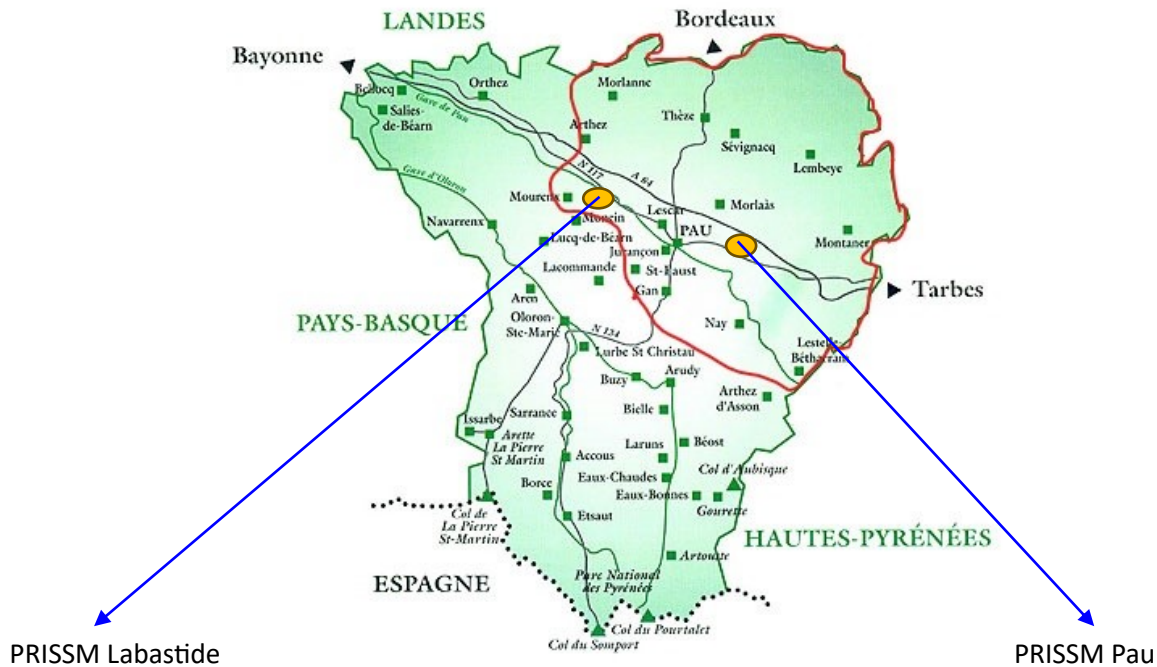 Bordeaux
LANDES
Bayonne
Orthez
Morlanne
Salies-
de-Béarn
Gave de Pau
Thèze
Arthez
Sévignacq
Lembeye
N 117
A 64
Gave d'Oloron
Mourenx
Morlaàs
Lescar
Navarrenx
Monein
PAU
Montaner
Lucq-de-Béarn
Jurançon
St-Faust
Lacommande
Gan
Tarbes
Aren
Oloron-
Ste-Marie
PAYS-BASQUE
N 134
Nay
Lestelle-
Bétharram
Lurbe St Christau
Buzy
Arudy
Arthez
d'Asson
Bielle
Sarrance
Issarbe
Arette
La Pierre
St Martin
Laruns
Béost
Accous
Col d'Aubisque
Eaux-Chaudes
Borce
Eaux-Bonnes
Gourette
Col de
La Pierre
St-Martin
Etsaut
HAUTES-PYRÉNÉES
Artouste
ESPAGNE
Parc National
des Pyrénées
Col du Pourtalet
Col du Somport
PRISSM Labastide
PRISSM Pau